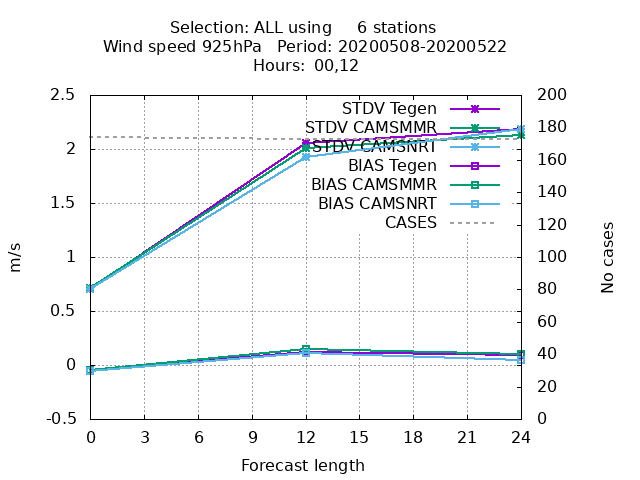 Selection: ALL using     6 stations
Wind speed 925hPa   Period: 20200508-20200522
Hours:  00,12
2.5
2
1.5
1
0.5
0
-0.5
200
180
160
140
120
100
80
60
40
20
0
m/s
No cases
STDV Tegen
STDV CAMSMMR
STDV CAMSNRT
BIAS Tegen
BIAS CAMSMMR
BIAS CAMSNRT
CASES
0 3 6 9 12 15 18 21 24
Forecast length